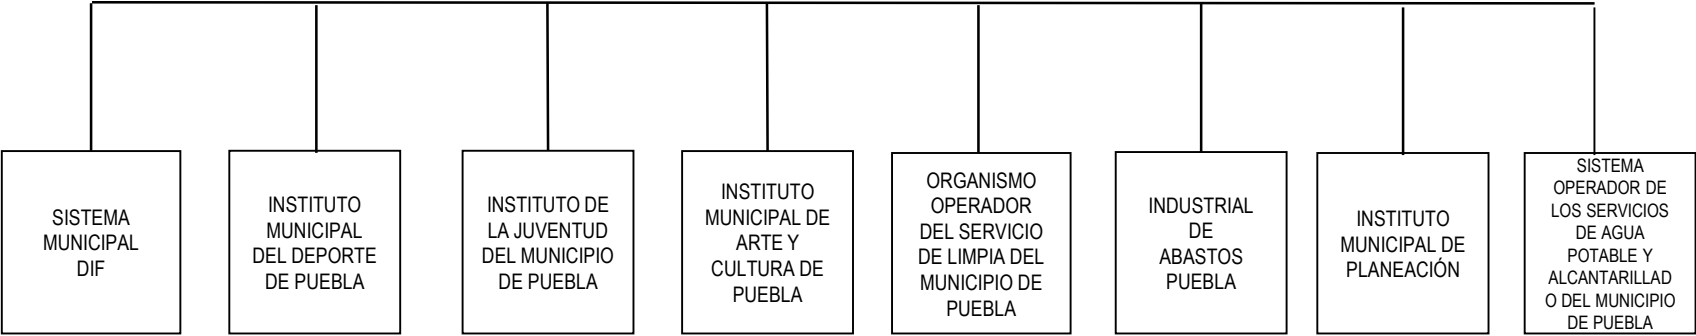 SISTEMA
MUNICIPAL
DIF
INSTITUTO
MUNICIPAL
DEL DEPORTE
DE PUEBLA
INSTITUTO DE
LA JUVENTUD
DEL MUNICIPIO
DE PUEBLA
INSTITUTO
MUNICIPAL DE
ARTE Y
CULTURA DE
PUEBLA
ORGANISMO
OPERADOR
DEL SERVICIO
DE LIMPIA DEL
MUNICIPIO DE
PUEBLA
INDUSTRIAL
DE
ABASTOS
PUEBLA
INSTITUTO
MUNICIPAL DE
PLANEACIÓN
SISTEMA
OPERADOR DE
LOS SERVICIOS
DE AGUA
POTABLE Y
ALCANTARILLAD
O DEL MUNICIPIO
DE PUEBLA